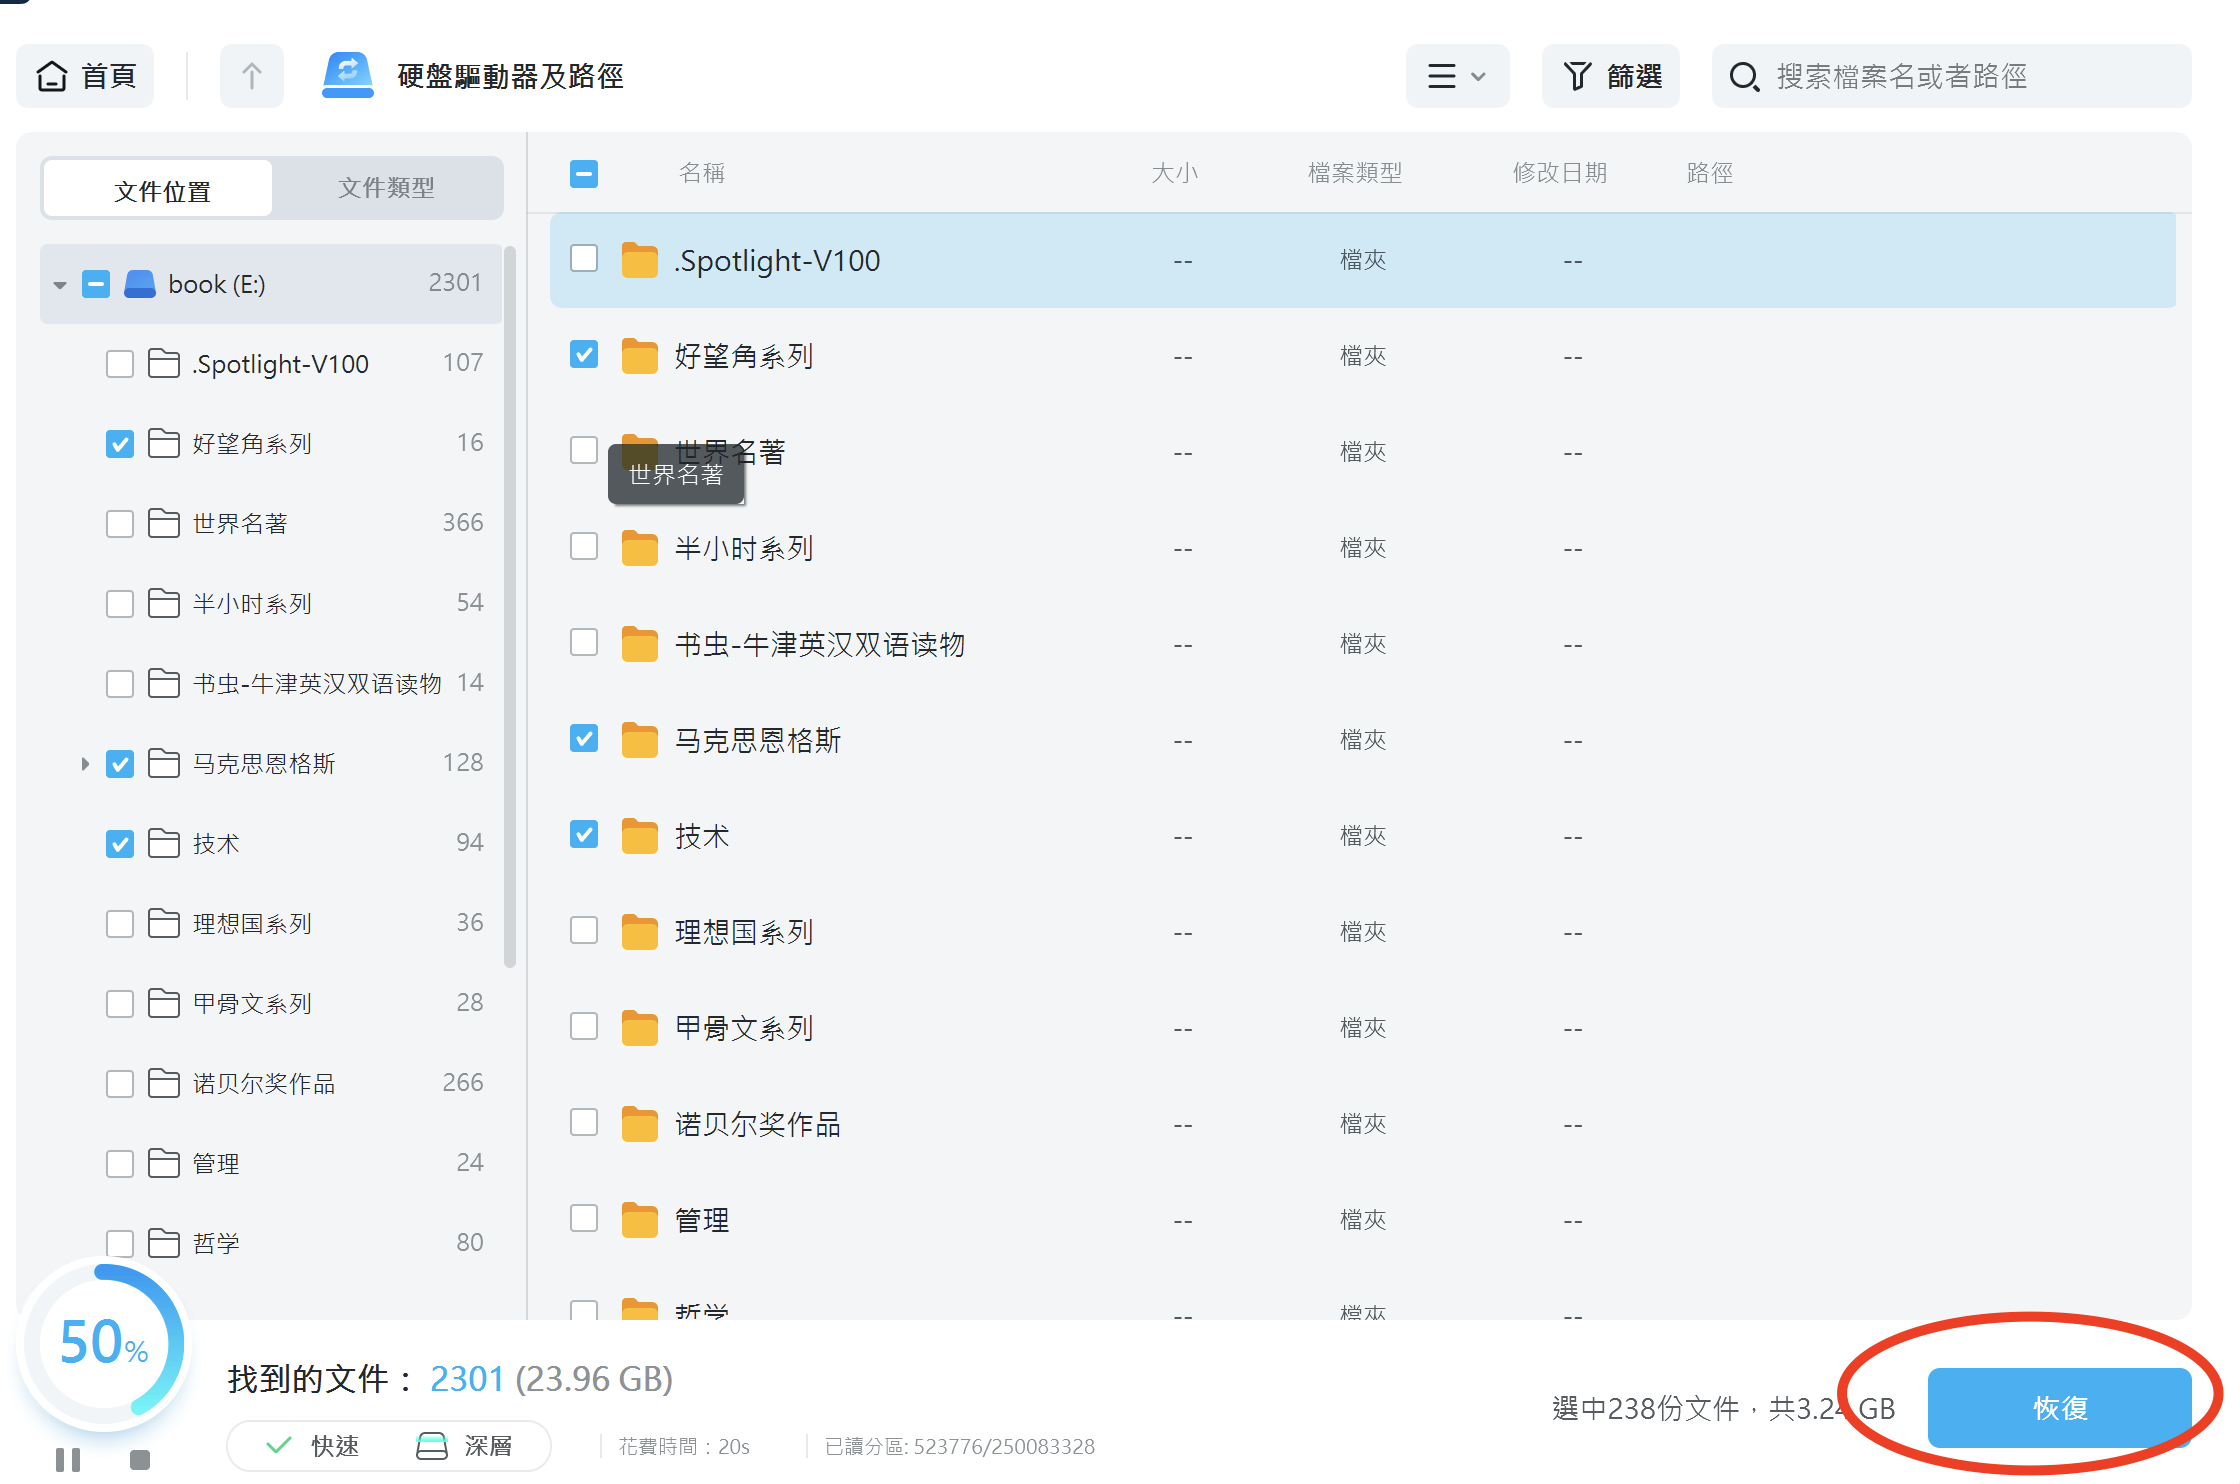 首頁
硬盤驅動器及路徑
篩選
搜索檔案名或者路徑
文件位置
文件類型
名稱 大小 檔案類型 修改日期 路徑
book (E:) 2301
.Spotlight-V100 107
好望角系列 16
世界名著 366
半小时系列 54
书虫-牛津英汉双语读物 14
马克思恩格斯 128
技术 94
理想国系列 36
甲骨文系列 28
诺贝尔奖作品 266
管理 24
哲学 80
.Spotlight-V100 -- 檔夾 --
好望角系列 -- 檔夾 --
世界名著 -- 檔夾 --
世界名著
半小时系列 -- 檔夾 --
书虫-牛津英汉双语读物 -- 檔夾 --
马克思恩格斯 -- 檔夾 --
技术 -- 檔夾 --
理想国系列 -- 檔夾 --
甲骨文系列 -- 檔夾 --
诺贝尔奖作品 -- 檔夾 --
管理 -- 檔夾 --
哲学 -- 檔夾 --
50%
找到的文件： 2301 (23.96 GB)
快速 深層 花費時間：20s 已讀分區: 523776/250083328
選中238份文件，共3.24 GB
恢復